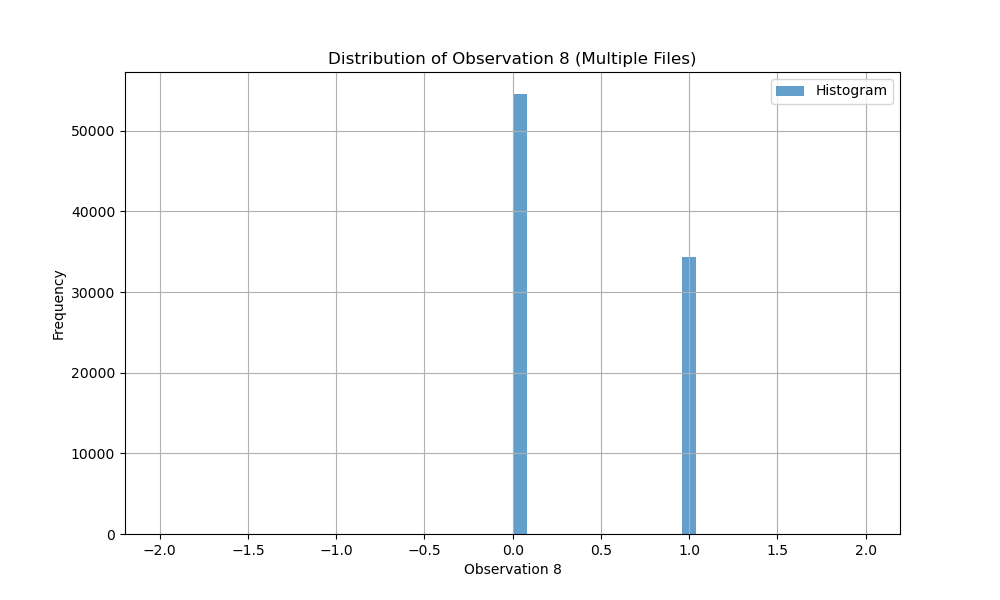 Distribution of Observation 8 (Multiple Files)
Histogram
50000
40000
30000
20000
10000
0
Frequency
−2.0 −1.5 −1.0 −0.5 0.0 0.5 1.0 1.5 2.0
Observation 8